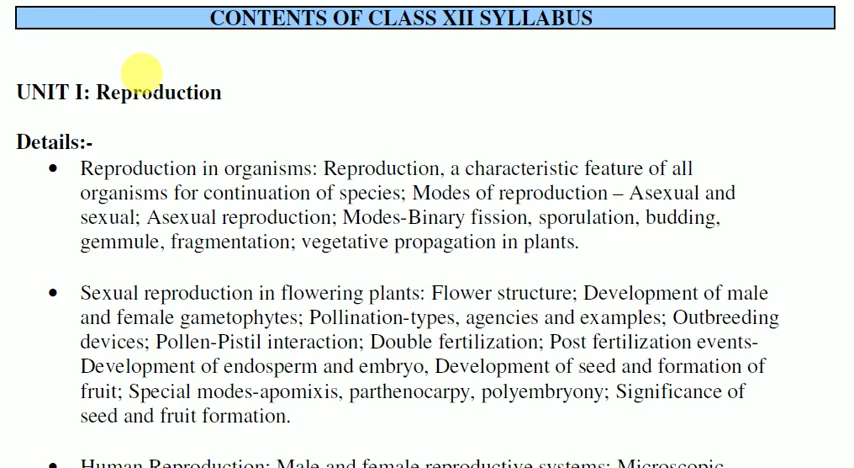 CONTENTS OF CLASS XII SYLLABUS
UNIT I: Reproduction
Details:-
• Reproduction in organisms: Reproduction, a characteristic feature of all
organisms for continuation of species; Modes of reproduction – Asexual and
sexual; Asexual reproduction; Modes-Binary fission, sporulation, budding,
gemmule, fragmentation; vegetative propagation in plants.
• Sexual reproduction in flowering plants: Flower structure; Development of male
and female gametophytes; Pollination-types, agencies and examples; Outbreeding
devices; Pollen-Pistil interaction; Double fertilization; Post fertilization events-
Development of endosperm and embryo, Development of seed and formation of
fruit; Special modes-apomixis, parthenocarpy, polyembryony; Significance of
seed and fruit formation.
• Human Reproduction: Male and female reproductive systems; Microscopic